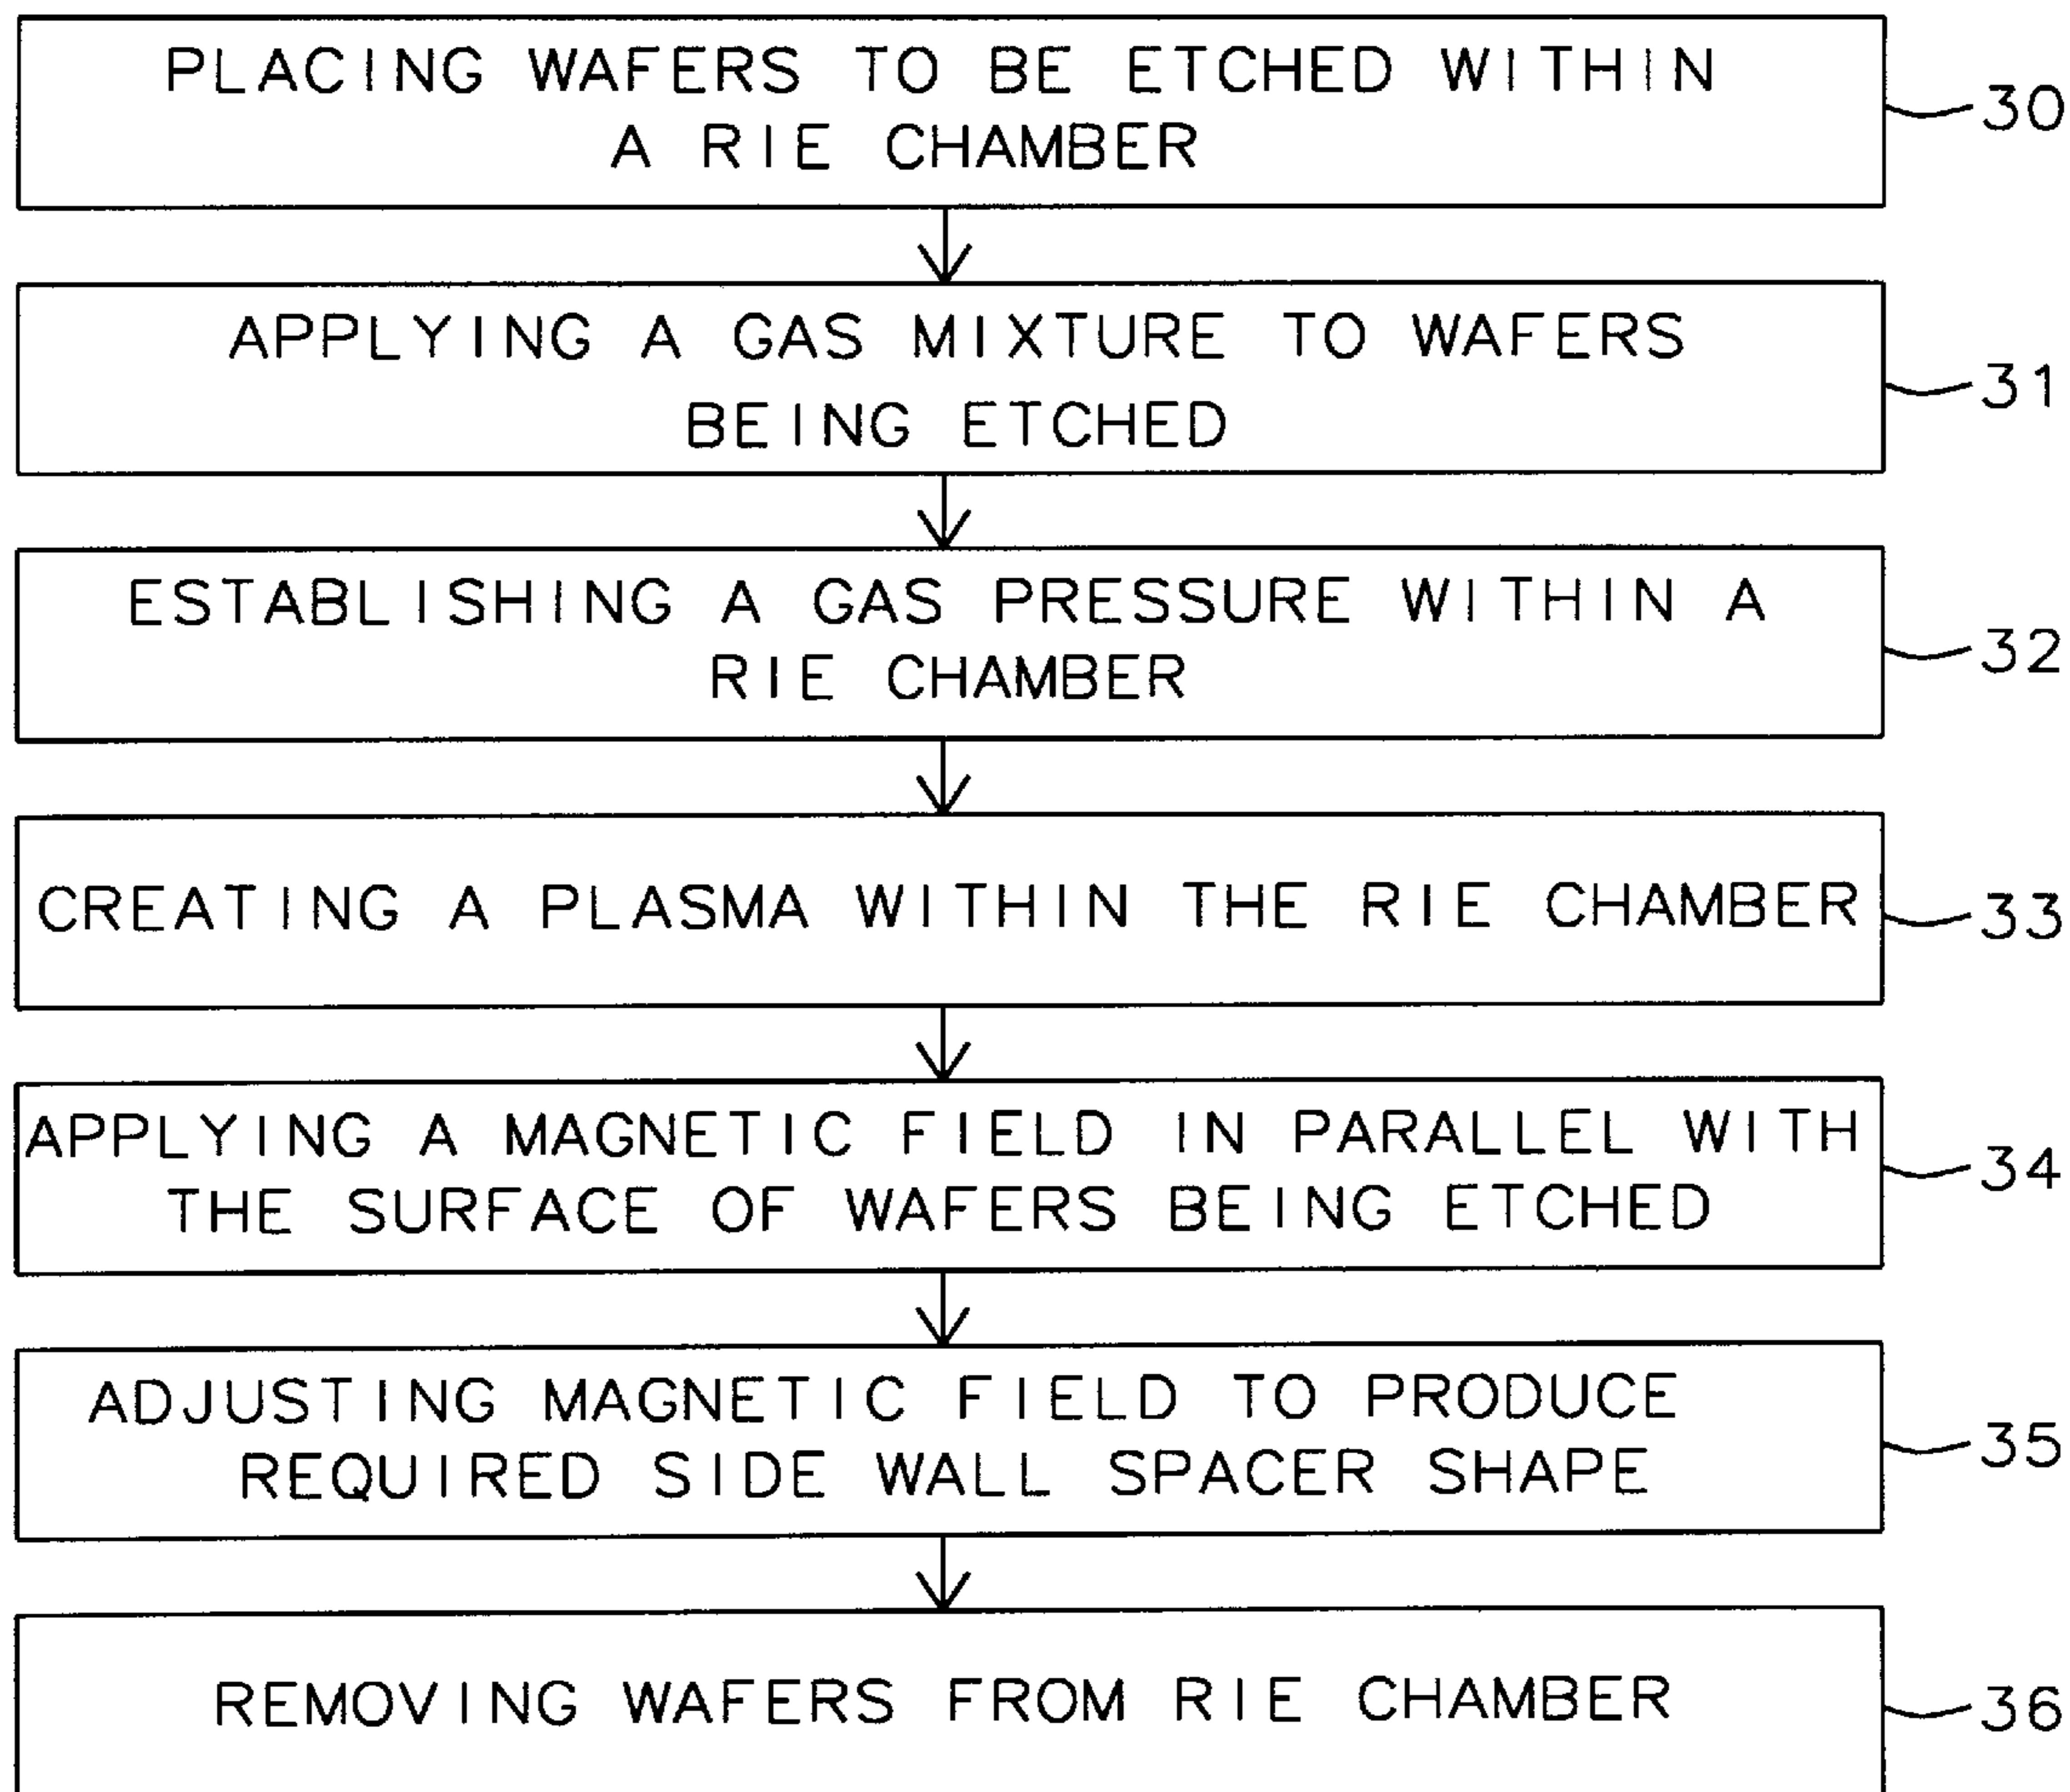 PLACING WAFERS TO BE ETCHED WITHIN
A RIE CHAMBER
30
APPLYING A GAS MIXTURE TO WAFERS
BEING ETCHED
31
ESTABLISHING A GAS PRESSURE WITHIN A
RIE CHAMBER
32
CREATING A PLASMA WITHIN THE RIE CHAMBER
33
APPLYING A MAGNETIC FIELD IN PARALLEL WITH
THE SURFACE OF WAFERS BEING ETCHED
34
ADJUSTING MAGNETIC FIELD TO PRODUCE
REQUIRED SIDE WALL SPACER SHAPE
35
REMOVING WAFERS FROM RIE CHAMBER
36